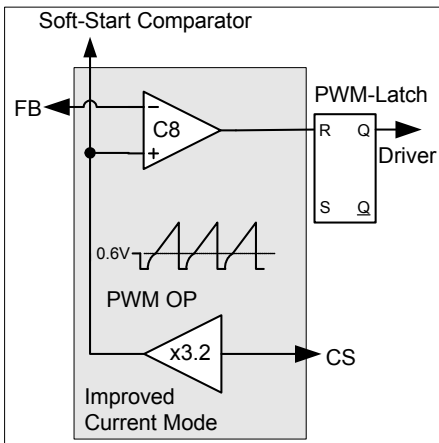 Soft-Start Comparator
FB
−
C8
+
PWM-Latch
R Q
Driver
S Q
0.6V
PWM OP
x3.2
CS
Improved
Current Mode